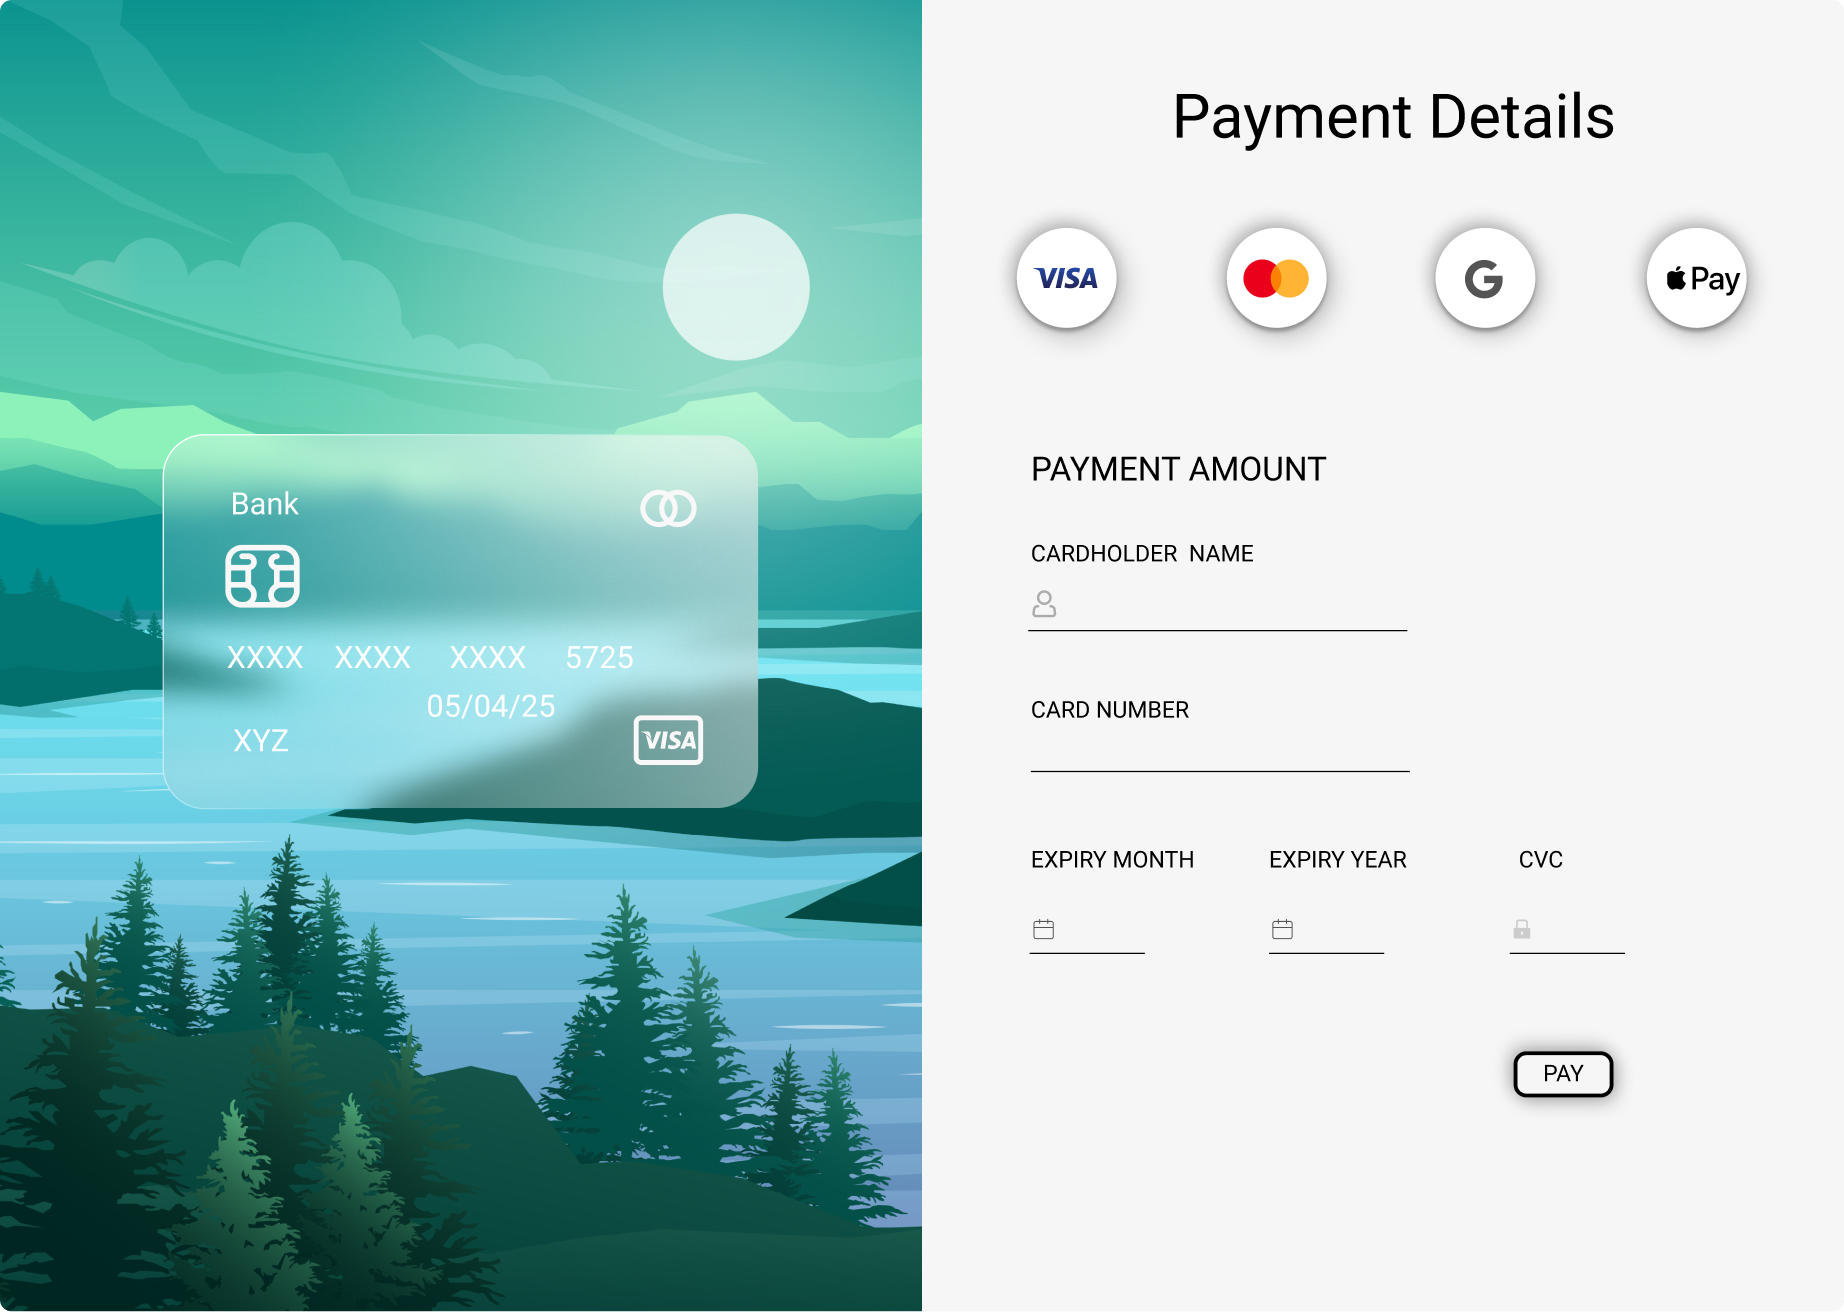 Bank
XXXX XXXX XXXX 5725
05/04/25
XYZ
VISA
Payment Details
VISA
G
Pay
PAYMENT AMOUNT
CARDHOLDER NAME
CARD NUMBER
EXPIRY MONTH EXPIRY YEAR CVC
PAY